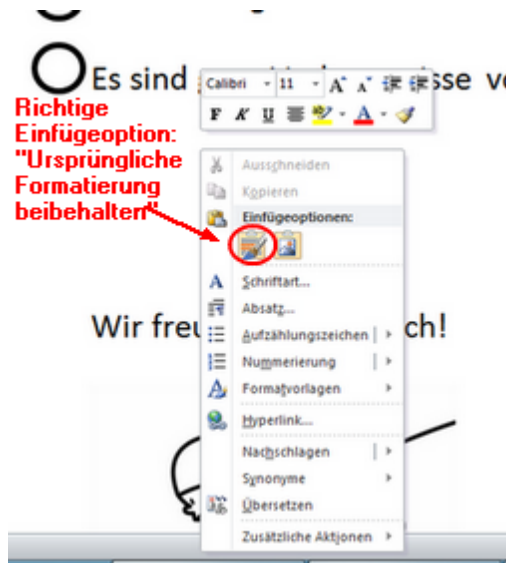 Es sind
sse
Calibri 11
F K U
Richtige
Einfügeoption:
"Ursprüngliche
Formatierung
beibehalten"
Ausschneiden
Kopieren
Einfügeoptionen:
Schriftart...
Absatz...
Wir freu ch!
Aufzählungszeichen
Nummerierung
Formatvorlagen
Hyperlink...
Nachschlagen
Synonyme
Übersetzen
Zusätzliche Aktionen